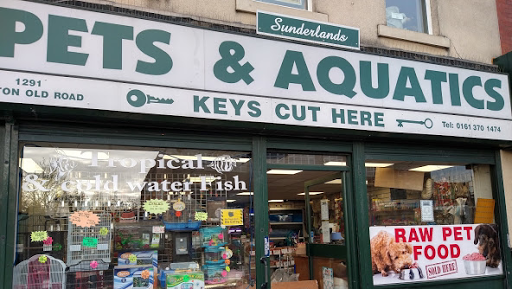 Sunderlands
PETS & AQUATICS
1291
TON OLD ROAD
KEYS CUT HERE
Tel: 0161 370 1474
Tropical
& cold water Fish
RAW PET
FOOD
SOLD HERE